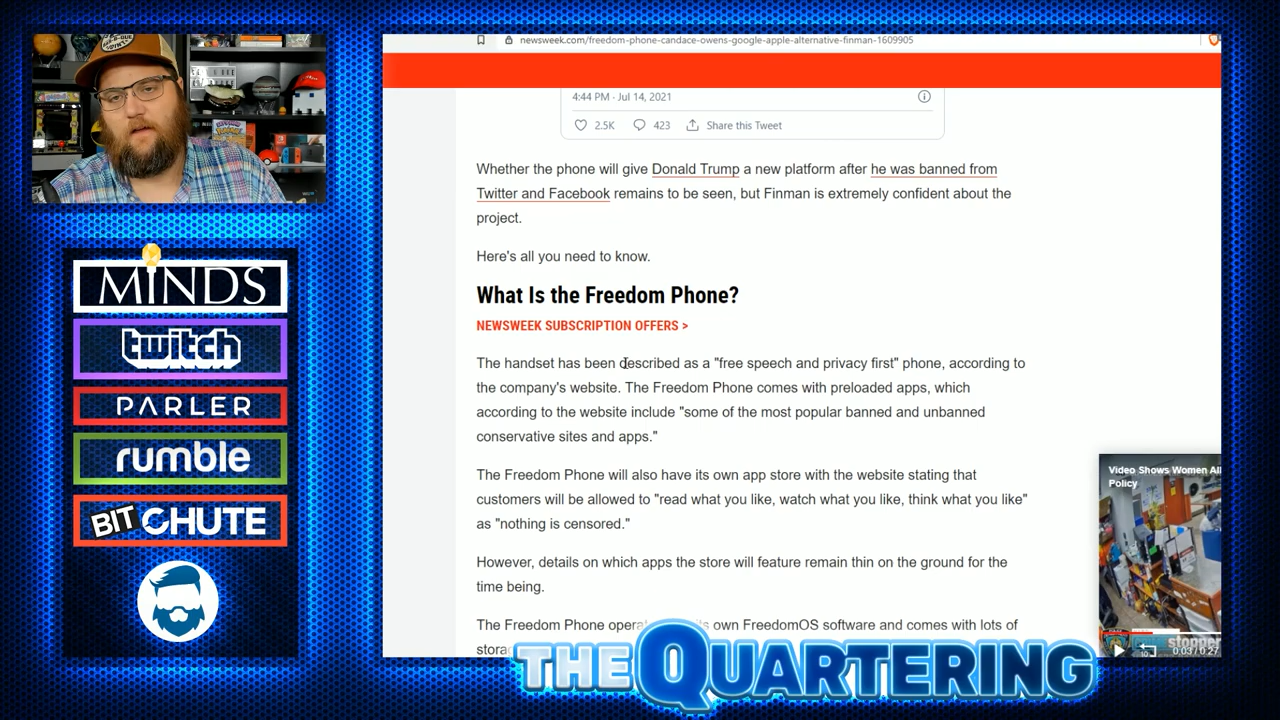 newsweek.com/freedom-phone-candace-owens-google-apple-alternative-finman-1609905
4:44 PM · Jul 14, 2021
2.5K 423 Share this Tweet
Whether the phone will give Donald Trump a new platform after he was banned from
Twitter and Facebook remains to be seen, but Finman is extremely confident about the
project.
Here's all you need to know.
What Is the Freedom Phone?
NEWSWEEK SUBSCRIPTION OFFERS >
The handset has been described as a "free speech and privacy first" phone, according to
the company's website. The Freedom Phone comes with preloaded apps, which
according to the website include "some of the most popular banned and unbanned
conservative sites and apps."
The Freedom Phone will also have its own app store with the website stating that
customers will be allowed to "read what you like, watch what you like, think what you like"
as "nothing is censored."
However, details on which apps the store will feature remain thin on the ground for the
time being.
The Freedom Phone own FreedomOS software and comes with lots of
MINDS
twitch
PARLER
rumble
BITCHUTE
Video Shows Women
Policy
stopper
0:03 / 0:27
THE QUARTERING